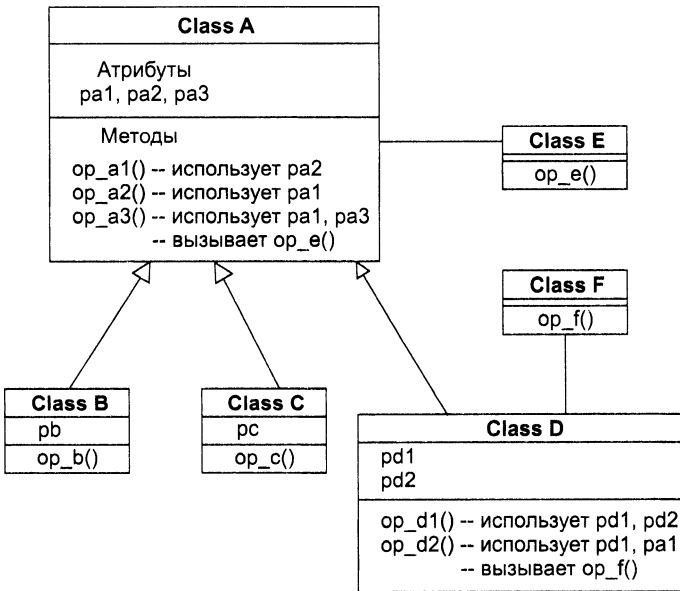 Class A
Атрибуты
pa1, pa2, pa3
Методы
op_a1() -- использует pa2
op_a2() -- использует pa1
op_a3() -- использует pa1, pa3
-- вызывает op_e()
Class E
op_e()
Class F
op_f()
Class B
pb
op_b()
Class C
pc
op_c()
Class D
pd1
pd2
op_d1() -- использует pd1, pd2
op_d2() -- использует pd1, pa1
-- вызывает op_f()